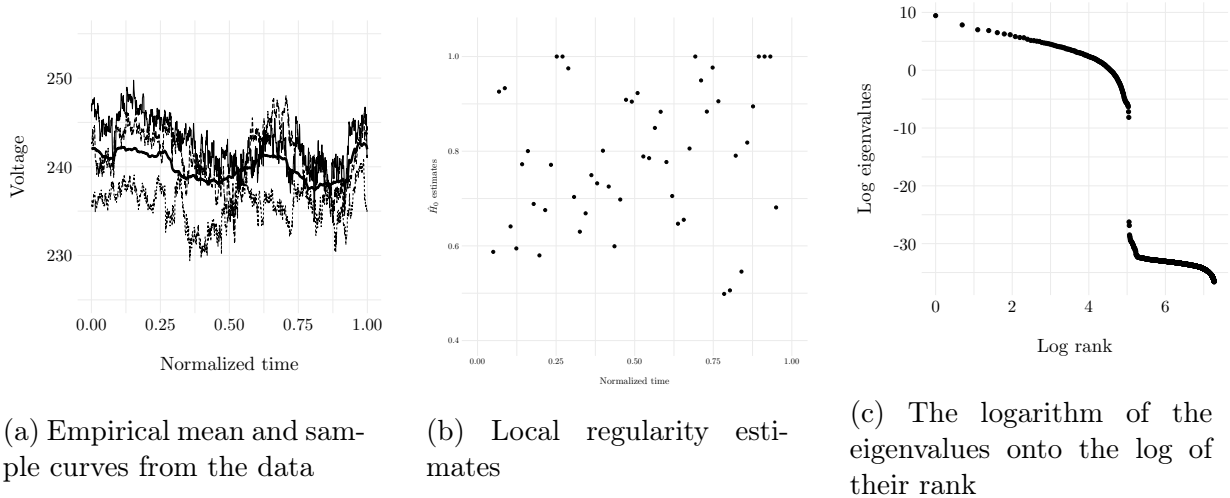 Voltage
250
240
230
0.00 0.25 0.50 0.75 1.00
Normalized time
(a) Empirical mean and sam-
ple curves from the data
Ĥ₀ estimates
1.0
0.8
0.6
0.4
0.00 0.25 0.50 0.75 1.00
Normalized time
(b) Local regularity esti-
mates
Log eigenvalues
10
0
-10
-20
-30
0 2 4 6
Log rank
(c) The logarithm of the
eigenvalues onto the log of
their rank